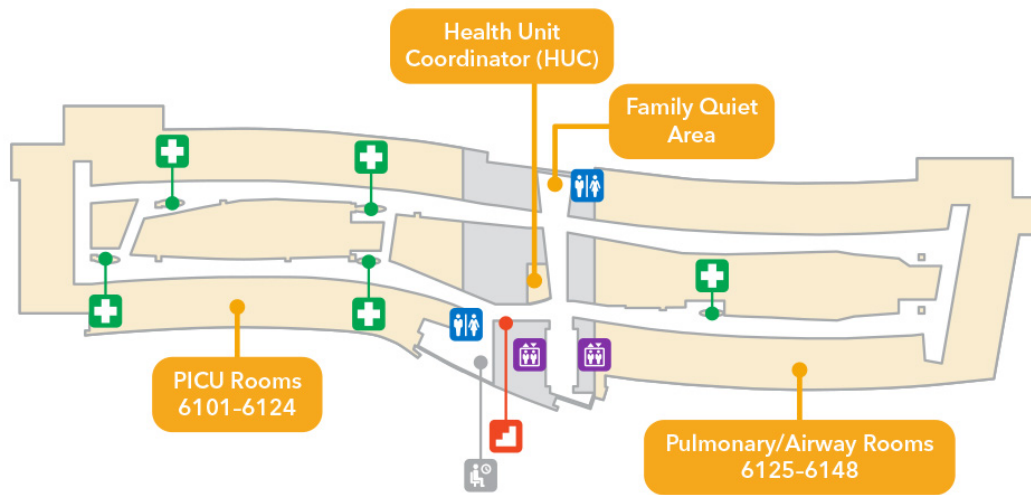 Health Unit
Coordinator (HUC)
Family Quiet
Area
PICU Rooms
6101–6124
Pulmonary/Airway Rooms
6125–6148